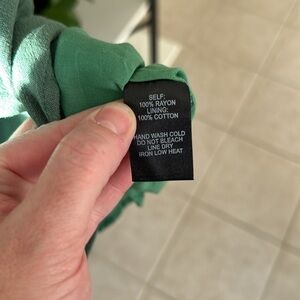 SELF:
100% RAYON
LINING:
100% COTTON
HAND WASH COLD
DO NOT BLEACH
LINE DRY
IRON LOW HEAT